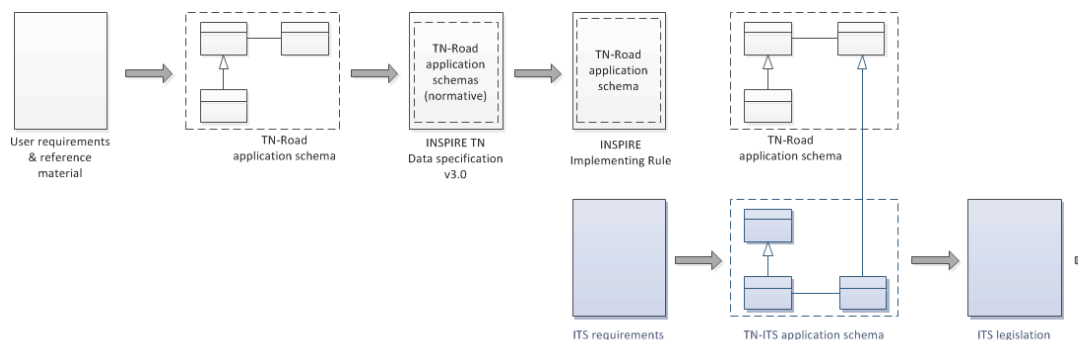 TN-Road
application
schemas
(normative)
TN-Road
application
schema
User requirements
& reference
material
TN-Road
application schema
INSPIRE TN
Data specification
v3.0
INSPIRE
Implementing Rule
TN-Road
application schema
ITS requirements
TN-ITS application schema
ITS legislation